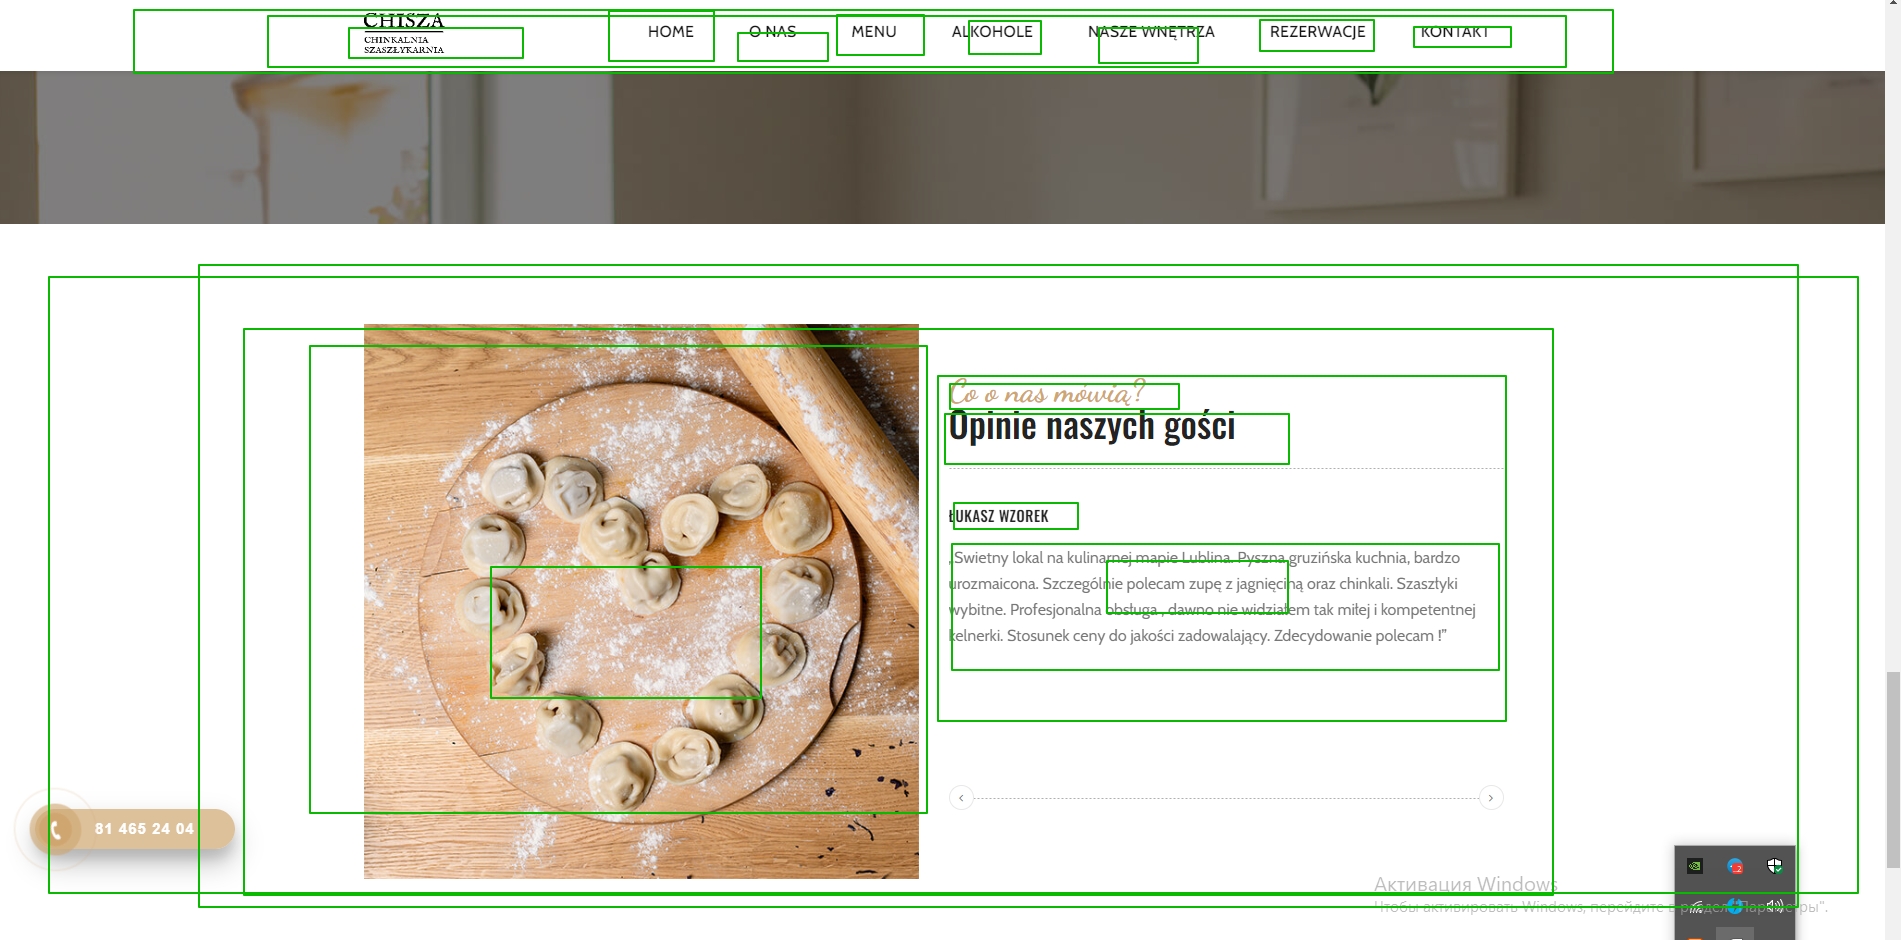 CHISZA
CHINKALNIA
SZASZŁYKARNIA
HOME O NAS MENU ALKOHOLE NASZE WNĘTRZA REZERWACJE KONTAKT
Co o nas mówią?
Opinie naszych gości
ŁUKASZ WZOREK
„Swietny lokal na kulinarnej mapie Lublina. Pyszna gruzińska kuchnia, bardzo
urozmaicona. Szczególnie polecam zupę z jagnięciną oraz chinkali. Szaszłyki
wybitne. Profesjonalna obsługa , dawno nie widziałem tak miłej i kompetentnej
kelnerki. Stosunek ceny do jakości zadowalający. Zdecydowanie polecam !”
81 465 24 04
Активация Windows
Чтобы активировать Windows, перейдите в раздел "Параметры".